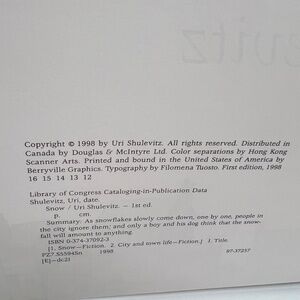 evitz
Copyright © 1998 by Uri Shulevitz. All rights reserved. Distributed in
Canada by Douglas & McIntyre Ltd. Color separations by Hong Kong
Scanner Arts. Printed and bound in the United States of America by
Berryville Graphics. Typography by Filomena Tuosto. First edition, 1998
16 15 14 13 12
Library of Congress Cataloging-in-Publication Data
Shulevitz, Uri, date.
Snow / Uri Shulevitz. — 1st ed.
p. cm.
Summary: As snowflakes slowly come down, one by one, people in
the city ignore them, and only a boy and his dog think that the snow-
fall will amount to anything.
ISBN 0-374-37092-3
[1. Snow—Fiction. 2. City and town life—Fiction.] I. Title.
PZ7.S5594Sn 1998
[E]—dc21 97-37257